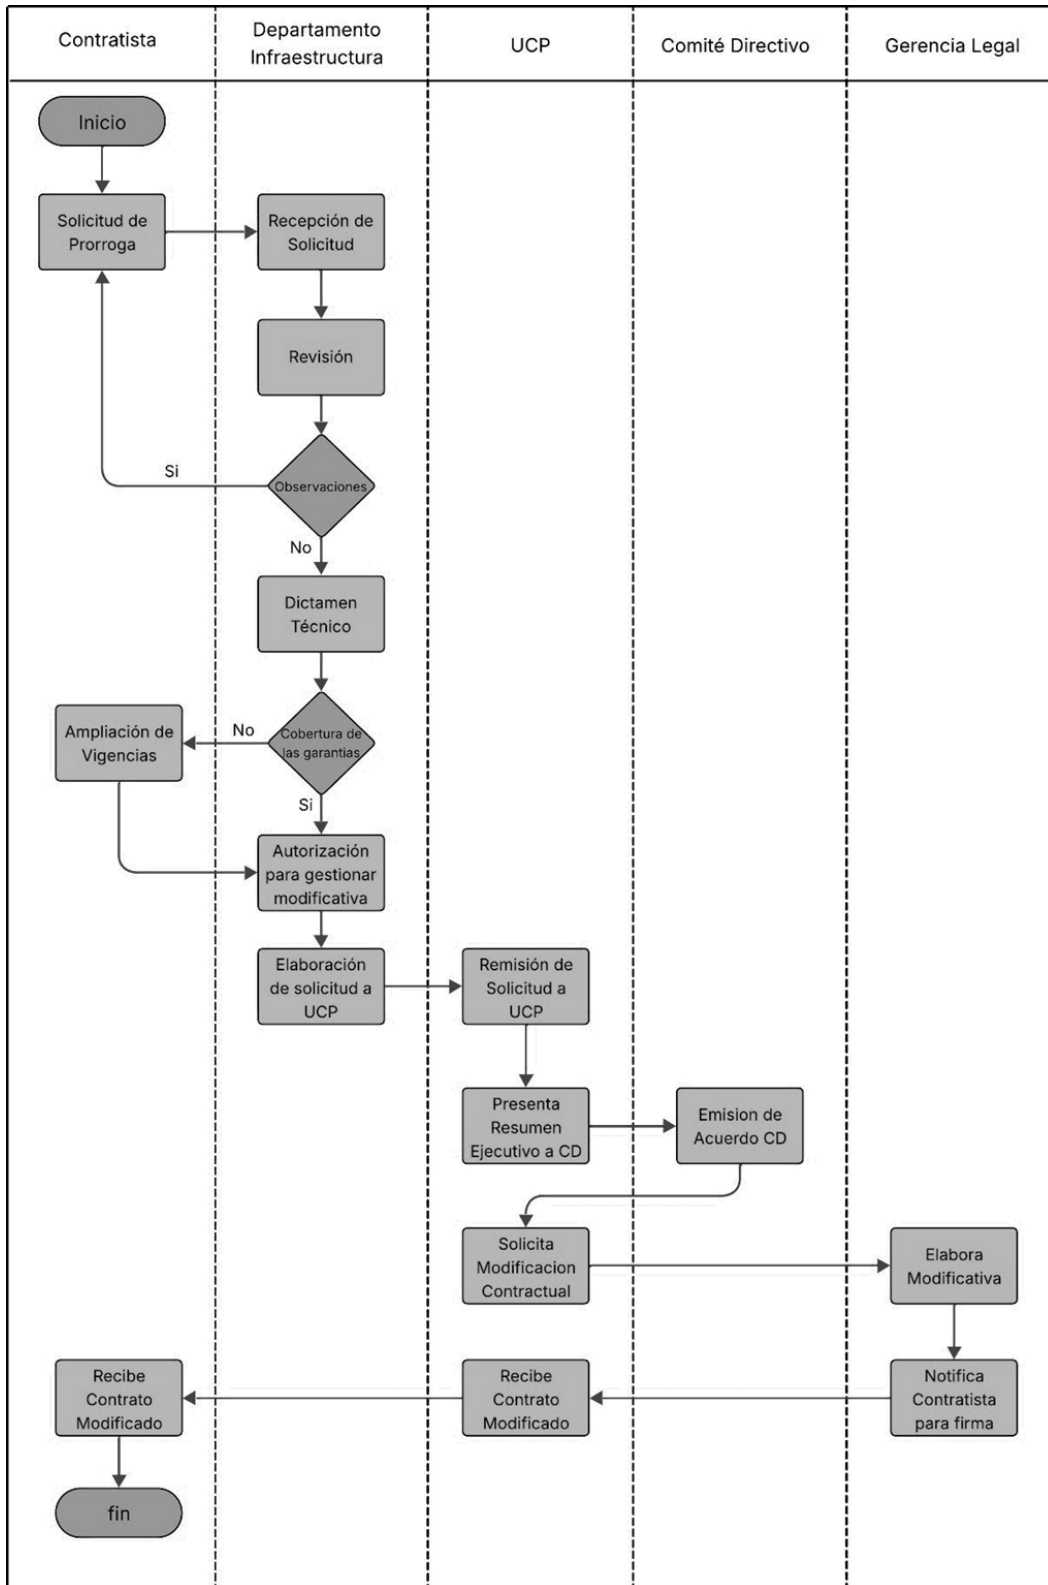 Contratista
Departamento
Infraestructura
UCP
Comité Directivo
Gerencia Legal
Inicio
Solicitud de
Prorroga
Recepción de
Solicitud
Revisión
Si
Observaciones
No
Dictamen
Técnico
Ampliación de
Vigencias
No
Cobertura de
las garantias
Si
Autorización
para gestionar
modificativa
Elaboración
de solicitud a
UCP
Remisión de
Solicitud a
UCP
Presenta
Resumen
Ejecutivo a CD
Emision de
Acuerdo CD
Solicita
Modificacion
Contractual
Elabora
Modificativa
Recibe
Contrato
Modificado
Recibe
Contrato
Modificado
Notifica
Contratista
para firma
fin